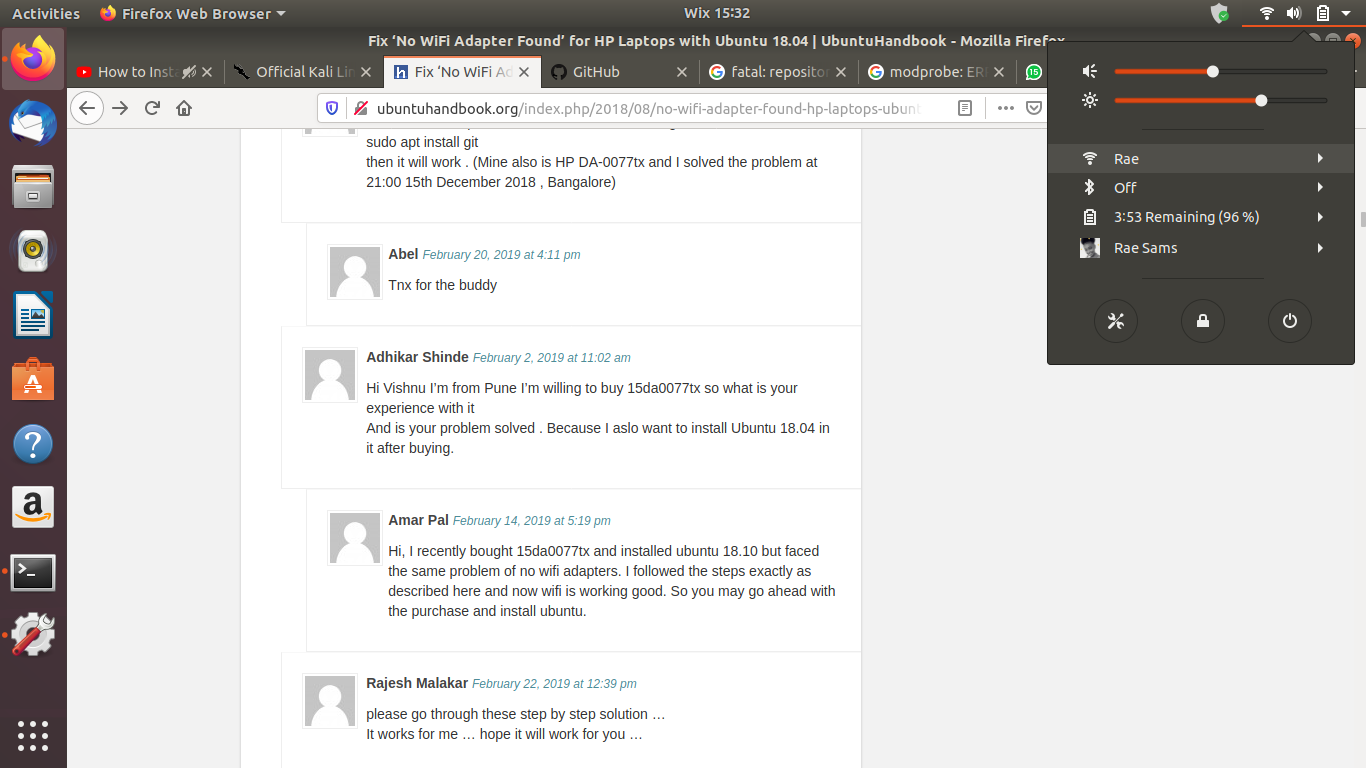 Activities
Firefox Web Browser
Wix 15:32
Fix ‘No WiFi Adapter Found’ for HP Laptops with Ubuntu 18.04 | UbuntuHandbook - Mozilla Firefox
How to Inst
Official Kali Lin
Fix ‘No WiFi Ad
GitHub
fatal: repositor
modprobe: ERR
15
ubuntuhandbook.org/index.php/2018/08/no-wifi-adapter-found-hp-laptops-ubunt
sudo apt install git
then it will work . (Mine also is HP DA-0077tx and I solved the problem at
21:00 15th December 2018 , Bangalore)
Abel February 20, 2019 at 4:11 pm
Tnx for the buddy
Adhikar Shinde February 2, 2019 at 11:02 am
Hi Vishnu I’m from Pune I’m willing to buy 15da0077tx so what is your
experience with it
And is your problem solved . Because I aslo want to install Ubuntu 18.04 in
it after buying.
Amar Pal February 14, 2019 at 5:19 pm
Hi, I recently bought 15da0077tx and installed ubuntu 18.10 but faced
the same problem of no wifi adapters. I followed the steps exactly as
described here and now wifi is working good. So you may go ahead with
the purchase and install ubuntu.
Rajesh Malakar February 22, 2019 at 12:39 pm
please go through these step by step solution …
It works for me … hope it will work for you …
Rae
Off
3:53 Remaining (96 %)
Rae Sams